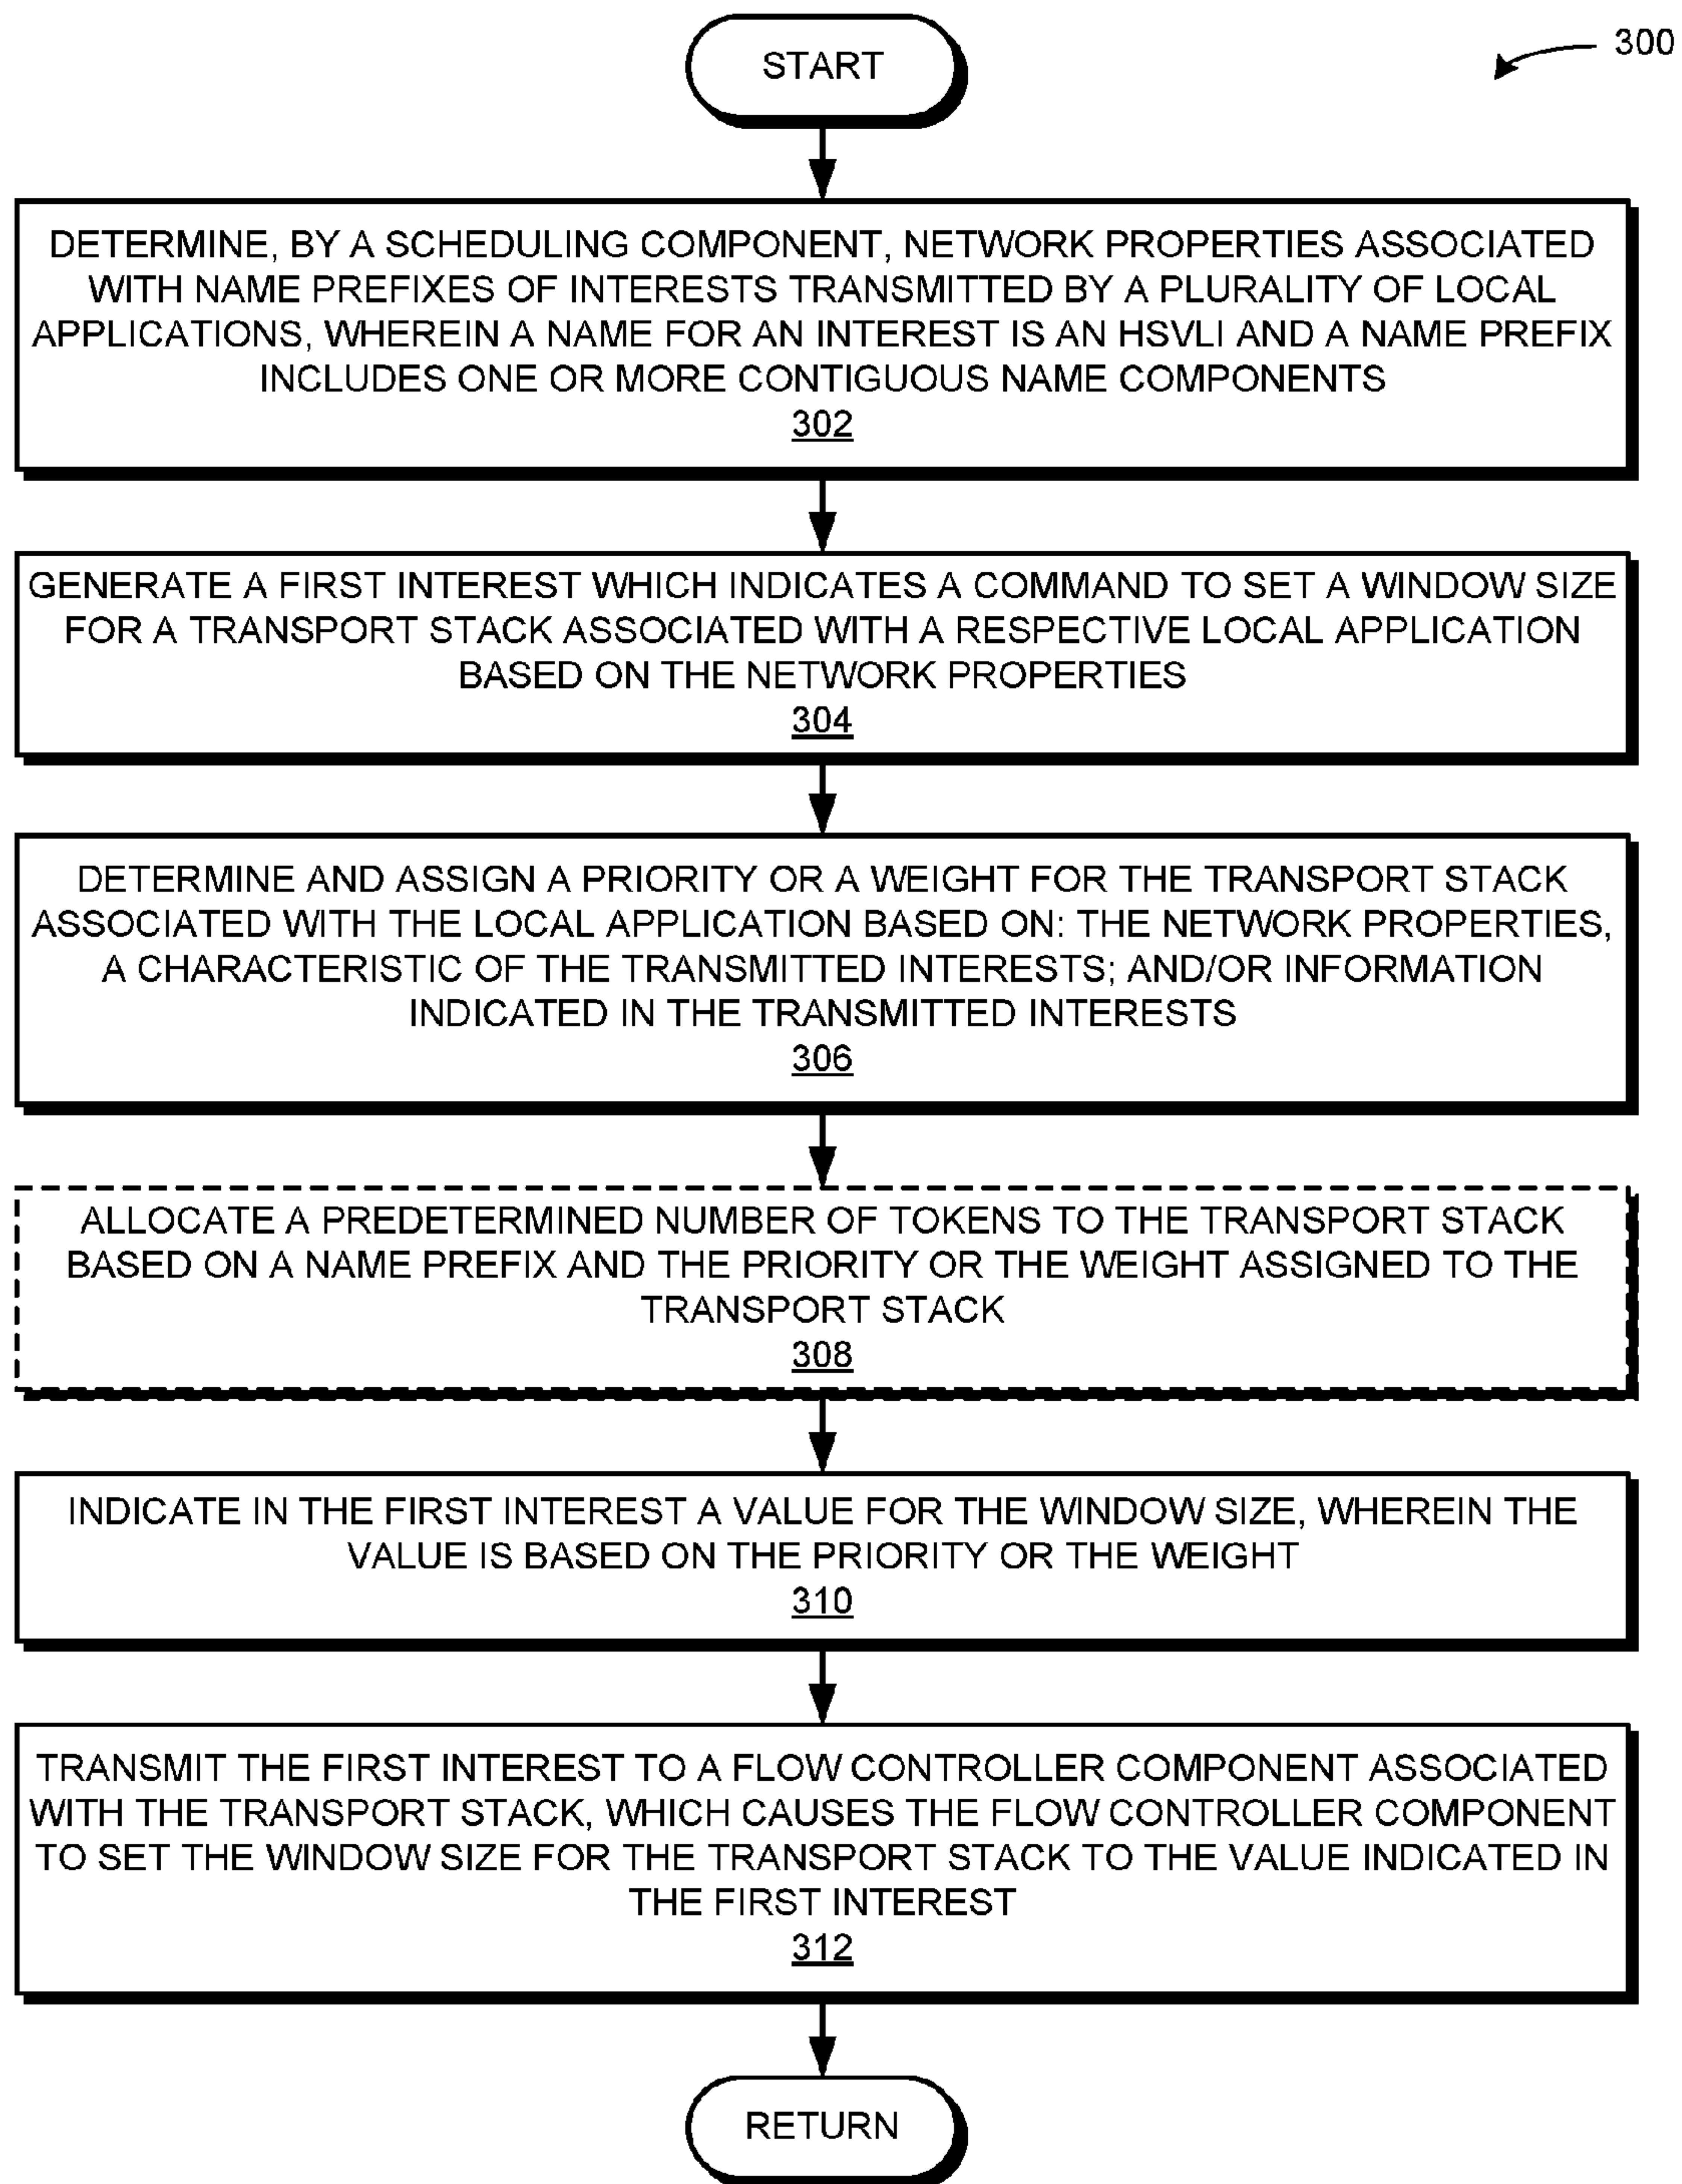 START
300
DETERMINE, BY A SCHEDULING COMPONENT, NETWORK PROPERTIES ASSOCIATED
WITH NAME PREFIXES OF INTERESTS TRANSMITTED BY A PLURALITY OF LOCAL
APPLICATIONS, WHEREIN A NAME FOR AN INTEREST IS AN HSVLI AND A NAME PREFIX
INCLUDES ONE OR MORE CONTIGUOUS NAME COMPONENTS
302
GENERATE A FIRST INTEREST WHICH INDICATES A COMMAND TO SET A WINDOW SIZE
FOR A TRANSPORT STACK ASSOCIATED WITH A RESPECTIVE LOCAL APPLICATION
BASED ON THE NETWORK PROPERTIES
304
DETERMINE AND ASSIGN A PRIORITY OR A WEIGHT FOR THE TRANSPORT STACK
ASSOCIATED WITH THE LOCAL APPLICATION BASED ON: THE NETWORK PROPERTIES,
A CHARACTERISTIC OF THE TRANSMITTED INTERESTS; AND/OR INFORMATION
INDICATED IN THE TRANSMITTED INTERESTS
306
ALLOCATE A PREDETERMINED NUMBER OF TOKENS TO THE TRANSPORT STACK
BASED ON A NAME PREFIX AND THE PRIORITY OR THE WEIGHT ASSIGNED TO THE
TRANSPORT STACK
308
INDICATE IN THE FIRST INTEREST A VALUE FOR THE WINDOW SIZE, WHEREIN THE
VALUE IS BASED ON THE PRIORITY OR THE WEIGHT
310
TRANSMIT THE FIRST INTEREST TO A FLOW CONTROLLER COMPONENT ASSOCIATED
WITH THE TRANSPORT STACK, WHICH CAUSES THE FLOW CONTROLLER COMPONENT
TO SET THE WINDOW SIZE FOR THE TRANSPORT STACK TO THE VALUE INDICATED IN
THE FIRST INTEREST
312
RETURN